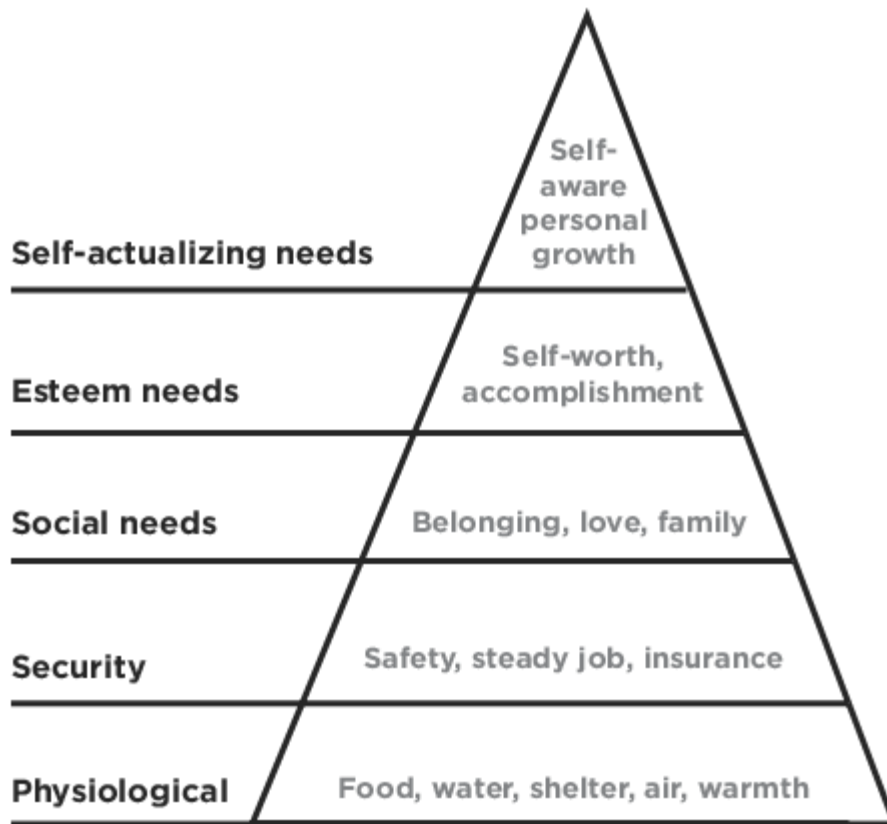 Self-
aware
personal
growth
Self-actualizing needs
Self-worth,
accomplishment
Esteem needs
Social needs
Belonging, love, family
Security
Safety, steady job, insurance
Physiological
Food, water, shelter, air, warmth